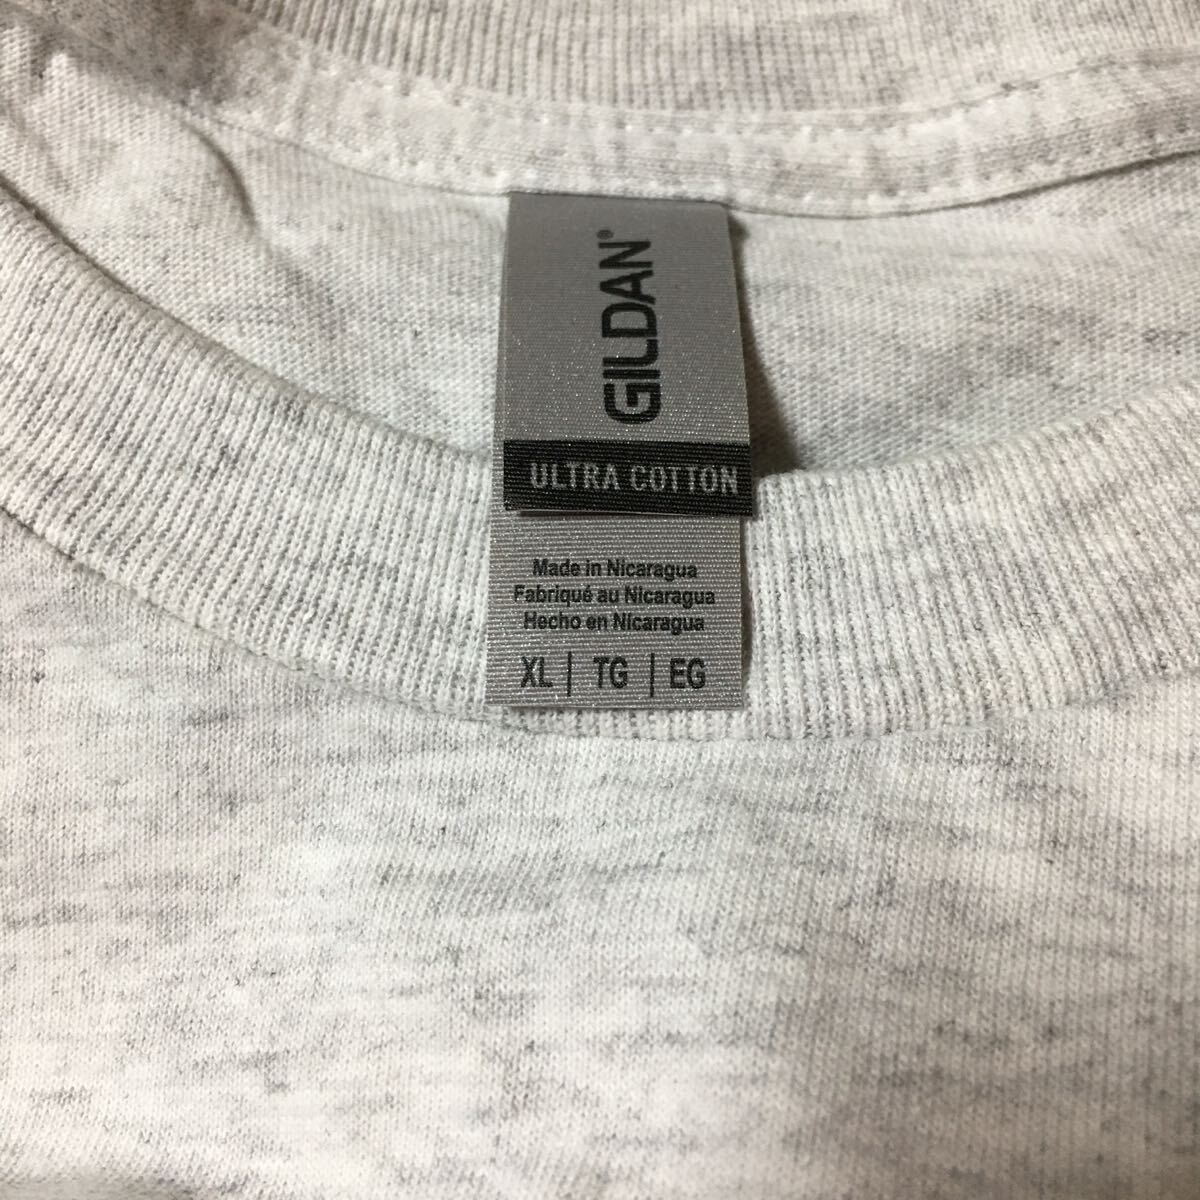 GILDAN®
ULTRA COTTON
Made in Nicaragua
Fabriqué au Nicaragua
Hecho en Nicaragua
XL | TG | EG